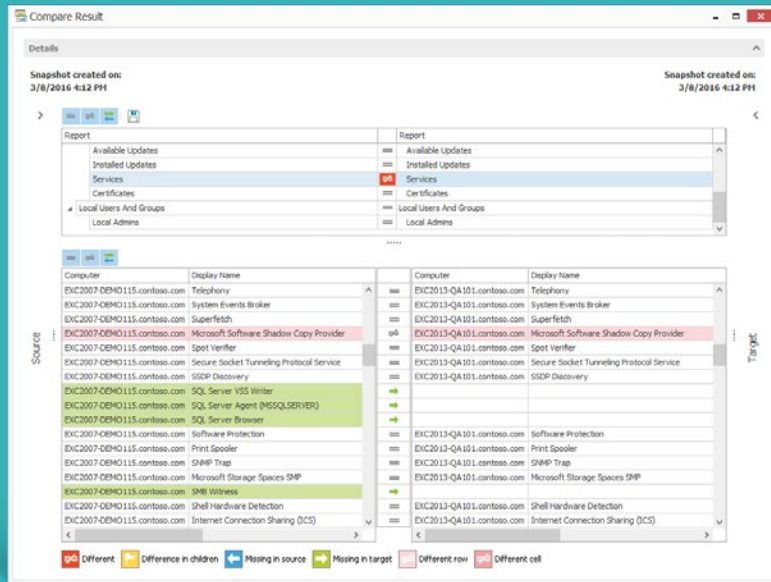 Compare Result
Details
Snapshot created on:
3/8/2016 4:12 PM
Snapshot created on:
3/8/2016 4:12 PM
Report Report
Available Updates Available Updates
Installed Updates Installed Updates
Services Services
Certificates Certificates
Local Users And Groups Local Users And Groups
Local Admins Local Admins
Source
Target
Computer Display Name Computer Display Name
EXC2007-DEMO115.contoso.com Telephony EXC2013-QA101.contoso.com Telephony
EXC2007-DEMO115.contoso.com System Events Broker EXC2013-QA101.contoso.com System Events Broker
EXC2007-DEMO115.contoso.com Superfetch EXC2013-QA101.contoso.com Superfetch
EXC2007-DEMO115.contoso.com Microsoft Software Shadow Copy Provider EXC2013-QA101.contoso.com Microsoft Software Shadow Copy Provider
EXC2007-DEMO115.contoso.com Spot Verifier EXC2013-QA101.contoso.com Spot Verifier
EXC2007-DEMO115.contoso.com Secure Socket Tunneling Protocol Service EXC2013-QA101.contoso.com Secure Socket Tunneling Protocol Service
EXC2007-DEMO115.contoso.com SSDP Discovery EXC2013-QA101.contoso.com SSDP Discovery
EXC2007-DEMO115.contoso.com SQL Server VSS Writer
EXC2007-DEMO115.contoso.com SQL Server Agent (MSSQLSERVER)
EXC2007-DEMO115.contoso.com SQL Server Browser
EXC2007-DEMO115.contoso.com Software Protection EXC2013-QA101.contoso.com Software Protection
EXC2007-DEMO115.contoso.com Print Spooler EXC2013-QA101.contoso.com Print Spooler
EXC2007-DEMO115.contoso.com SNMP Trap EXC2013-QA101.contoso.com SNMP Trap
EXC2007-DEMO115.contoso.com Microsoft Storage Spaces SMP EXC2013-QA101.contoso.com Microsoft Storage Spaces SMP
EXC2007-DEMO115.contoso.com SMB Witness
EXC2007-DEMO115.contoso.com Shell Hardware Detection EXC2013-QA101.contoso.com Shell Hardware Detection
EXC2007-DEMO115.contoso.com Internet Connection Sharing (ICS) EXC2013-QA101.contoso.com Internet Connection Sharing (ICS)
Different Difference in children Missing in source Missing in target Different row Different cell